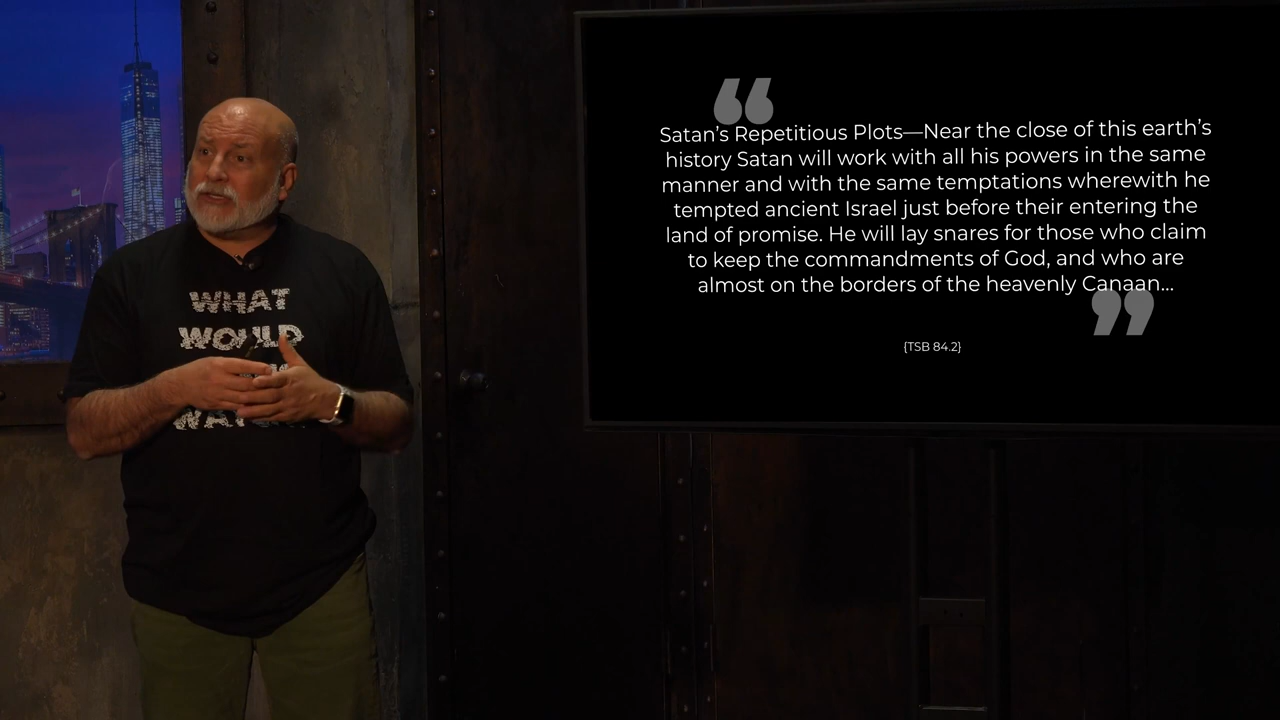 WHAT
WOULD
“
Satan’s Repetitious Plots—Near the close of this earth’s
history Satan will work with all his powers in the same
manner and with the same temptations wherewith he
tempted ancient Israel just before their entering the
land of promise. He will lay snares for those who claim
to keep the commandments of God, and who are
almost on the borders of the heavenly Canaan...
”
{TSB 84.2}